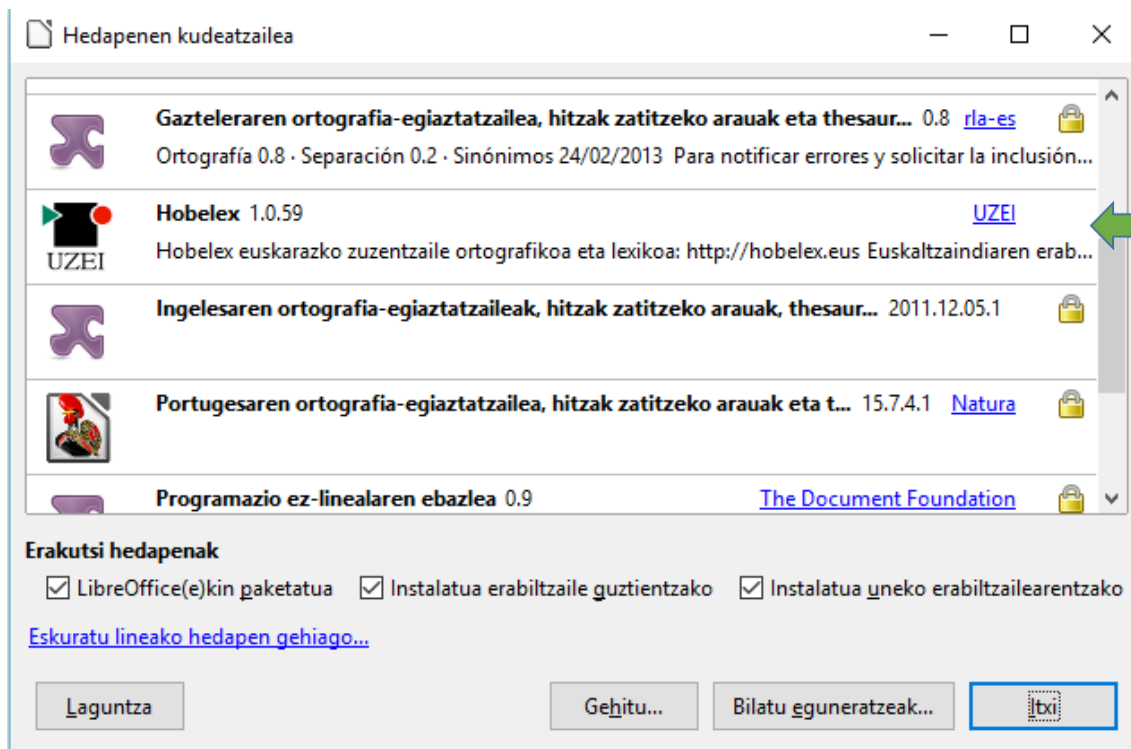 Hedapenen kudeatzailea
Gazteleraren ortografia-egiaztatzailea, hitzak zatitzeko arauak eta thesaur... 0.8 rla-es
Ortografía 0.8 · Separación 0.2 · Sinónimos 24/02/2013 Para notificar errores y solicitar la inclusión...
Hobelex 1.0.59 UZEI
UZEI Hobelex euskarazko zuzentzaile ortografikoa eta lexikoa: http://hobelex.eus Euskaltzaindiaren erab...
Ingelesaren ortografia-egiaztatzaileak, hitzak zatitzeko arauak, thesaur... 2011.12.05.1
Portugesaren ortografia-egiaztatzailea, hitzak zatitzeko arauak eta t... 15.7.4.1 Natura
Programazio ez-linealaren ebazlea 0.9 The Document Foundation
Erakutsi hedapenak
LibreOffice(e)kin paketatua Instalatua erabiltzaile guztientzako Instalatua uneko erabiltzailearentzako
Eskuratu lineako hedapen gehiago...
Laguntza Gehitu... Bilatu eguneratzeak... Itxi